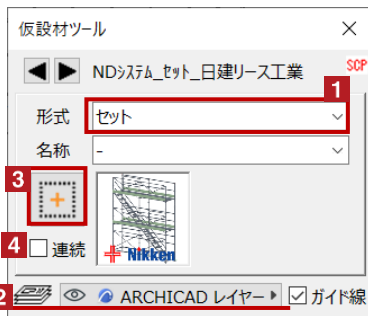 仮設材ツール
NDｼｽﾃﾑ_ｾｯﾄ_日建リース工業
SCP
1
形式 セット
名称 -
3
Nikken
4 連続
2 ARCHICAD レイヤー ガイド線